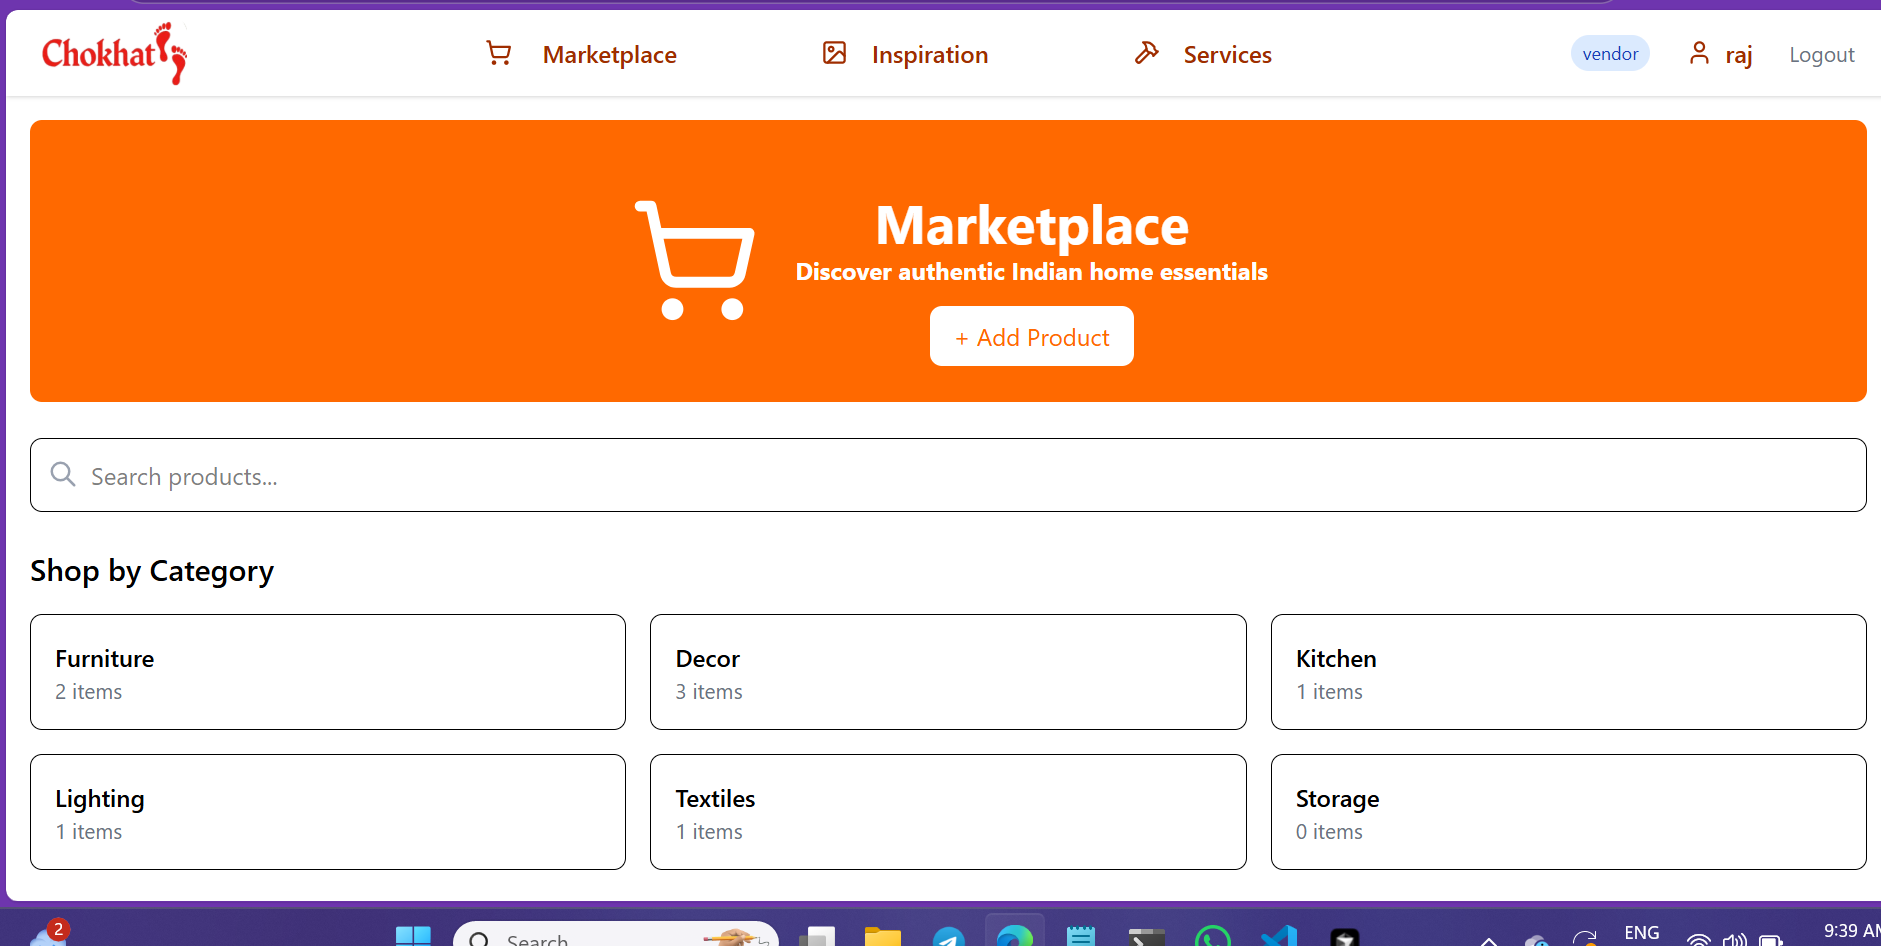 Chokhat
Marketplace
Inspiration
Services
vendor
raj
Logout
Marketplace
Discover authentic Indian home essentials
+ Add Product
Search products...
Shop by Category
Furniture
2 items
Decor
3 items
Kitchen
1 items
Lighting
1 items
Textiles
1 items
Storage
0 items
2
Search
ENG
9:39 AM